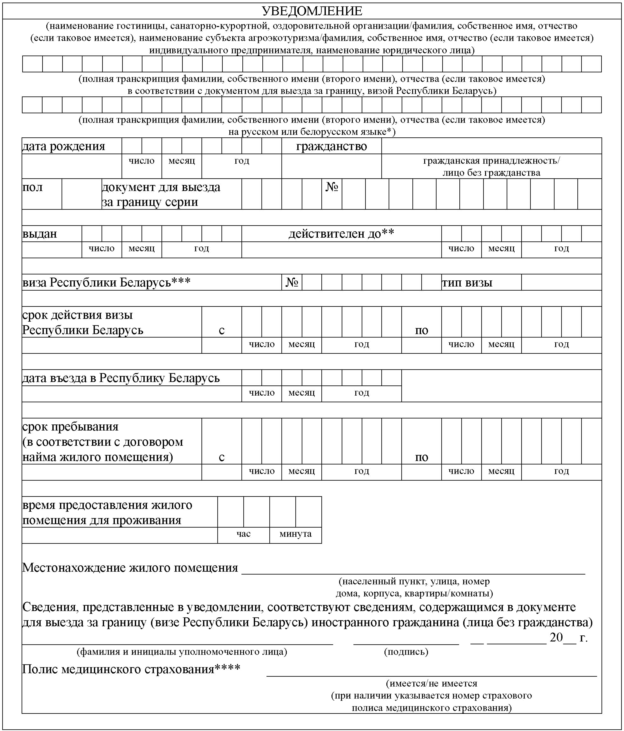 УВЕДОМЛЕНИЕ
(наименование гостиницы, санаторно-курортной, оздоровительной организации/фамилия, собственное имя, отчество
(если таковое имеется), наименование субъекта агроэкотуризма/фамилия, собственное имя, отчество (если таковое имеется)
индивидуального предпринимателя, наименование юридического лица)
(полная транскрипция фамилии, собственного имени (второго имени), отчества (если таковое имеется)
в соответствии с документом для выезда за границу, визой Республики Беларусь)
(полная транскрипция фамилии, собственного имени (второго имени), отчества (если таковое имеется)
на русском или белорусском языке*)
дата рождения гражданство
число месяц год гражданская принадлежность/
лицо без гражданства
пол документ для выезда №
за границу серии
выдан действителен до**
число месяц год число месяц год
виза Республики Беларусь*** № тип визы
срок действия визы
Республики Беларусь с по
число месяц год число месяц год
дата въезда в Республику Беларусь
число месяц год
срок пребывания
(в соответствии с договором
найма жилого помещения) с по
число месяц год число месяц год
время предоставления жилого
помещения для проживания
час минута
Местонахождение жилого помещения
(населенный пункт, улица, номер
дома, корпуса, квартиры/комнаты)
Сведения, представленные в уведомлении, соответствуют сведениям, содержащимся в документе
для выезда за границу (визе Республики Беларусь) иностранного гражданина (лица без гражданства)
__ _________ 20__ г.
(фамилия и инициалы уполномоченного лица) (подпись)
Полис медицинского страхования****
(имеется/не имеется
(при наличии указывается номер страхового
полиса медицинского страхования)